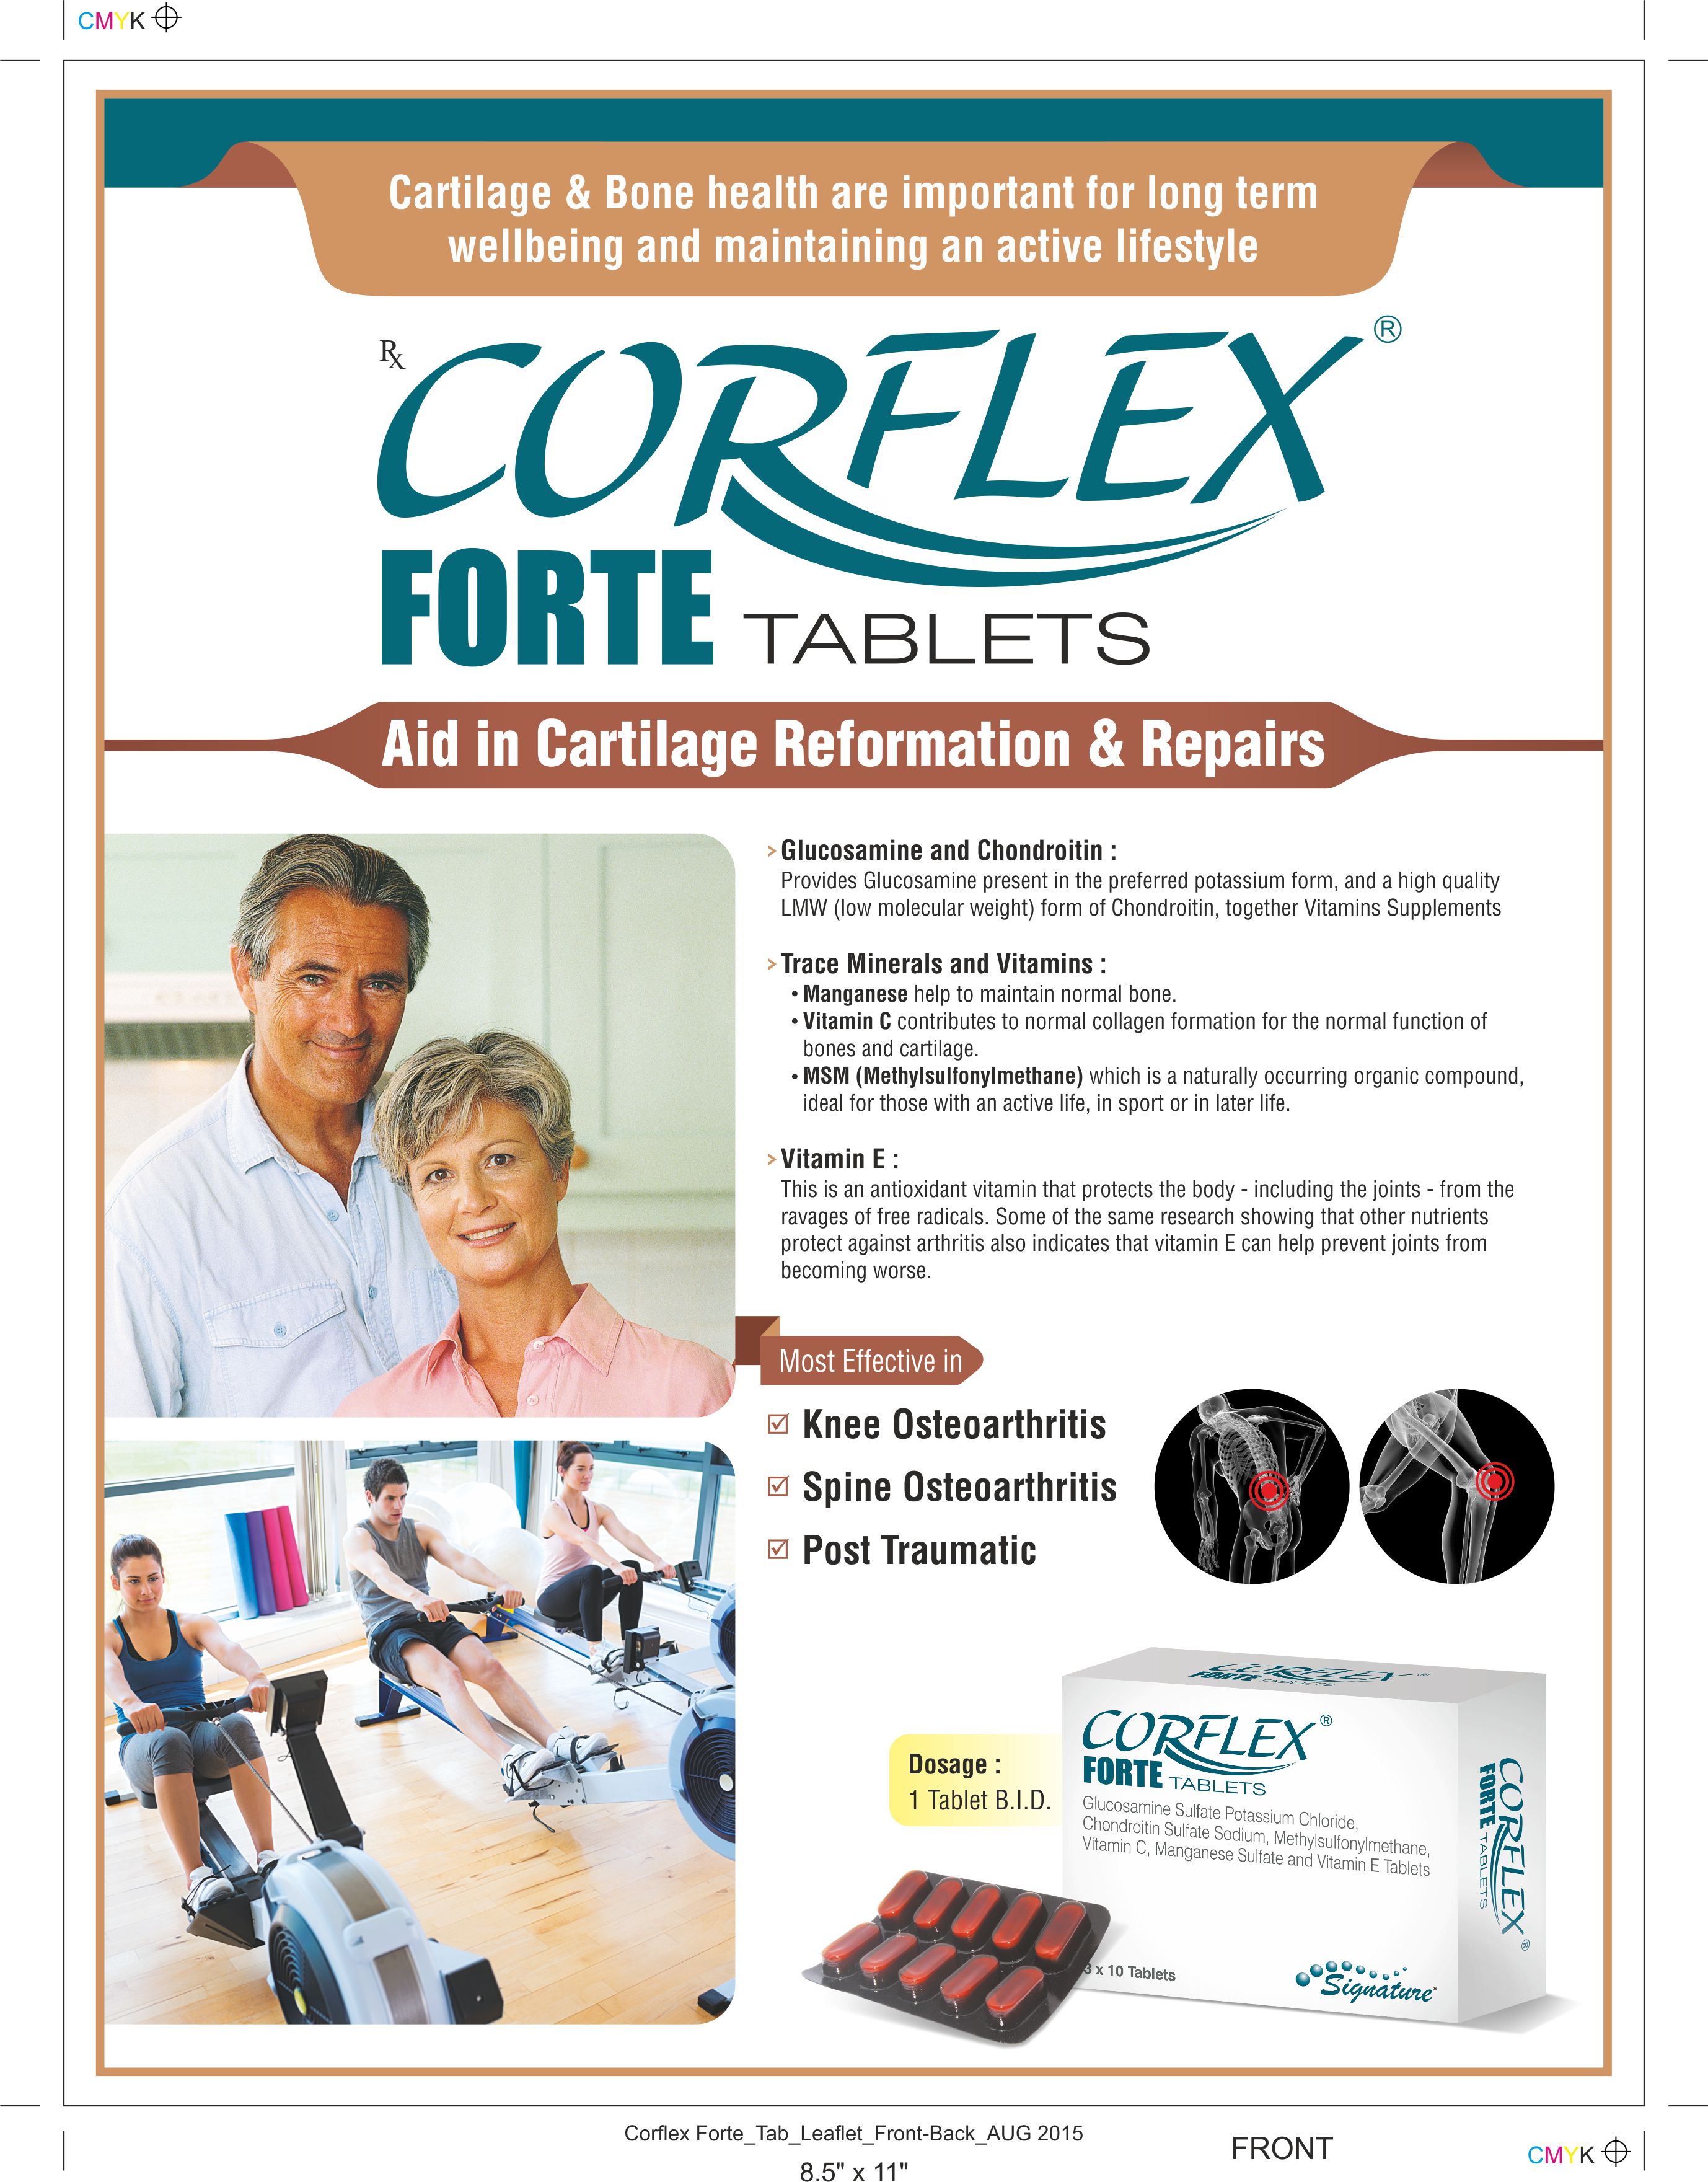 CMYK
Cartilage & Bone health are important for long term
wellbeing and maintaining an active lifestyle
Rx CORFLEX ®
FORTE TABLETS
Aid in Cartilage Reformation & Repairs
> Glucosamine and Chondroitin :
Provides Glucosamine present in the preferred potassium form, and a high quality
LMW (low molecular weight) form of Chondroitin, together Vitamins Supplements
> Trace Minerals and Vitamins :
• Manganese help to maintain normal bone.
• Vitamin C contributes to normal collagen formation for the normal function of
bones and cartilage.
• MSM (Methylsulfonylmethane) which is a naturally occurring organic compound,
ideal for those with an active life, in sport or in later life.
> Vitamin E :
This is an antioxidant vitamin that protects the body - including the joints - from the
ravages of free radicals. Some of the same research showing that other nutrients
protect against arthritis also indicates that vitamin E can help prevent joints from
becoming worse.
Most Effective in
Knee Osteoarthritis
Spine Osteoarthritis
Post Traumatic
Dosage :
1 Tablet B.I.D.
CORFLEX ®
FORTE TABLETS
CORFLEX ®
FORTE TABLETS
Glucosamine Sulfate Potassium Chloride,
Chondroitin Sulfate Sodium, Methylsulfonylmethane,
Vitamin C, Manganese Sulfate and Vitamin E Tablets
3 x 10 Tablets
Signature
CORFLEX ®
FORTE TABLETS
Corflex Forte_Tab_Leaflet_Front-Back_AUG 2015
8.5" x 11"
FRONT
CMYK